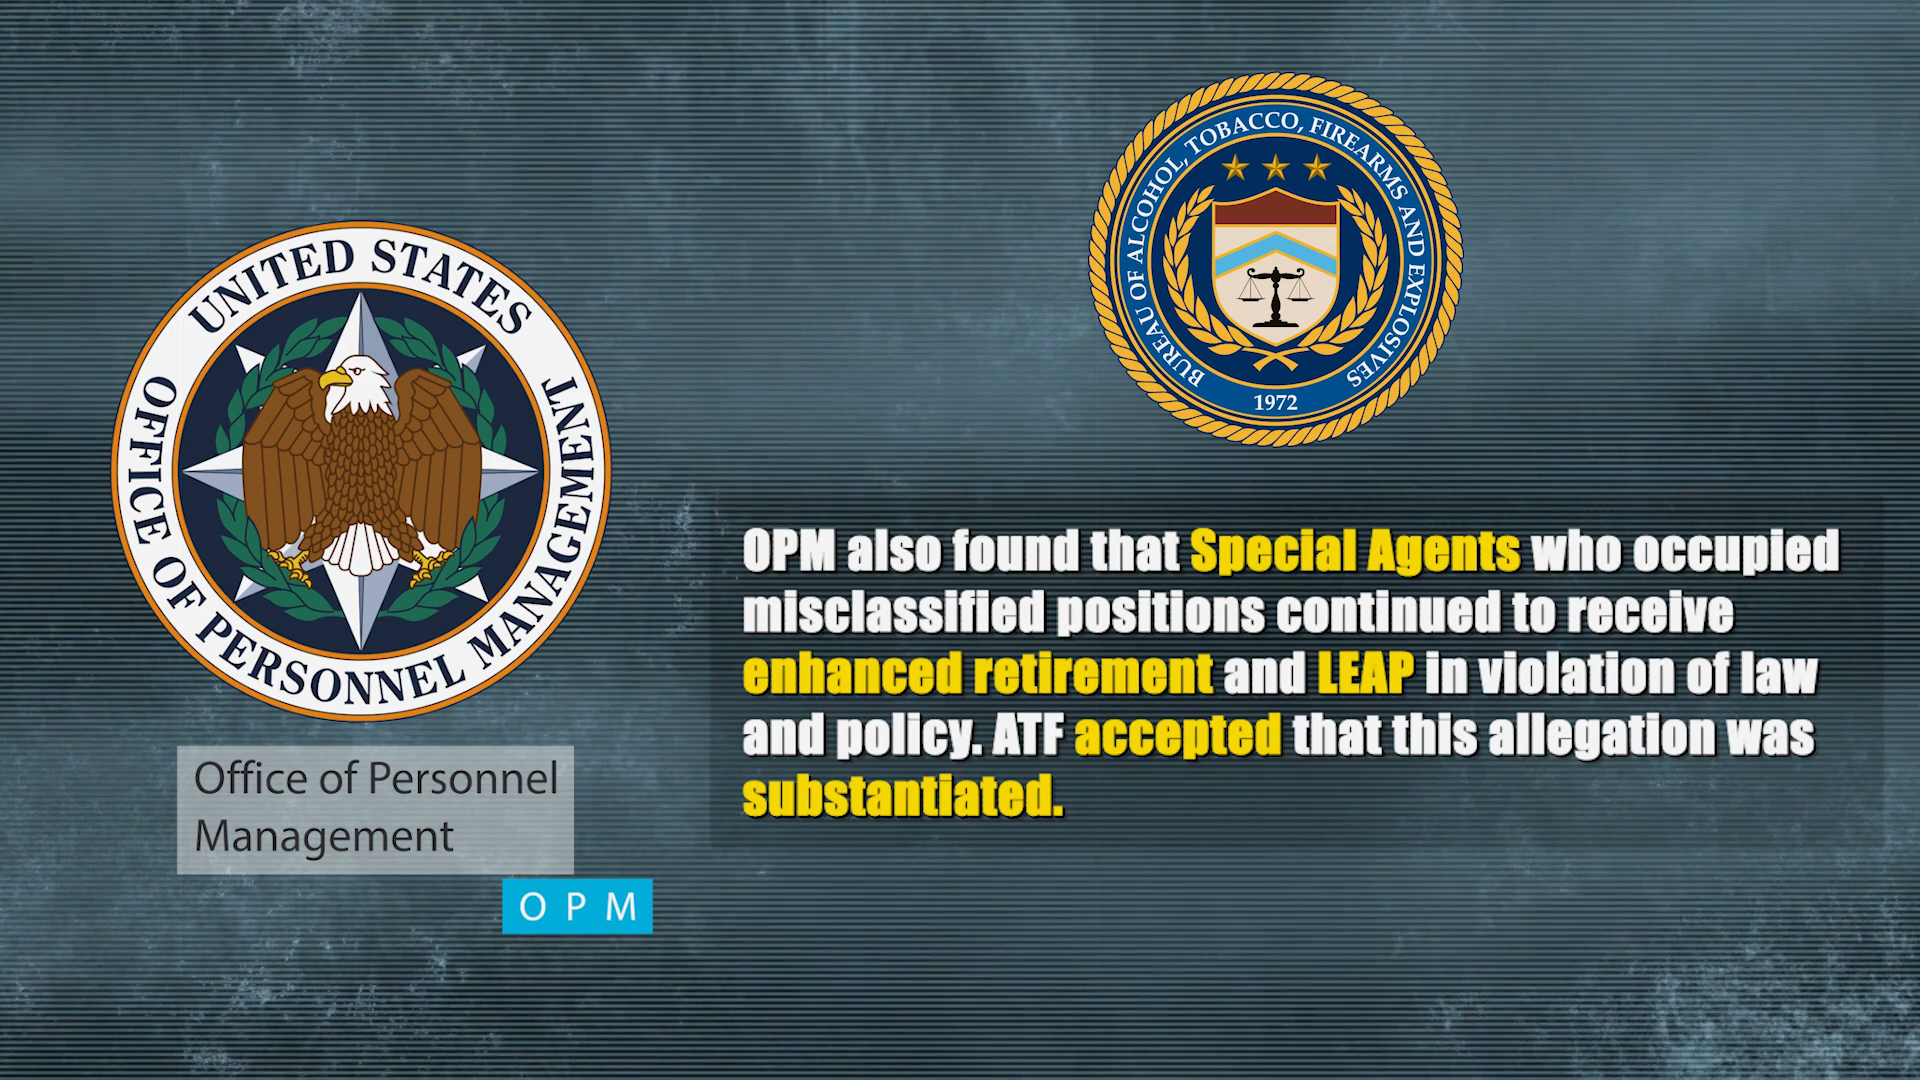 UNITED STATES
OFFICE OF PERSONNEL MANAGEMENT
Office of Personnel
Management
O P M
BUREAU OF ALCOHOL, TOBACCO, FIREARMS AND EXPLOSIVES
1972
OPM also found that Special Agents who occupied
misclassified positions continued to receive
enhanced retirement and LEAP in violation of law
and policy. ATF accepted that this allegation was
substantiated.